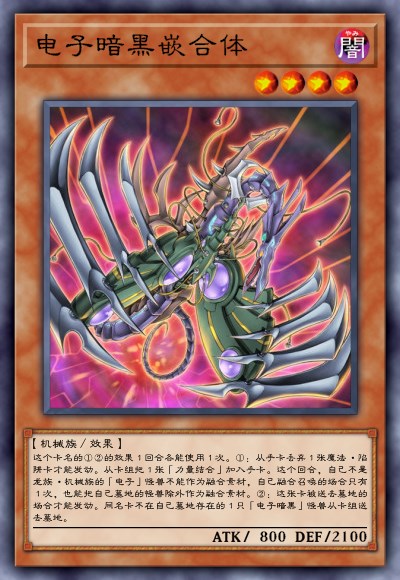 电子暗黑嵌合体
やみ
闇
【机械族／效果】
这个卡名的①②的效果1回合各能使用1次。①：从手卡丢弃1张魔法·陷
阱卡才能发动。从卡组把1张「力量结合」加入手卡。这个回合，自己不是
龙族·机械族的「电子」怪兽不能作为融合素材，自己融合召唤的场合只有
1次，也能把自己墓地的怪兽除外作为融合素材。②：这张卡被送去墓地的
场合才能发动。同名卡不在自己墓地存在的1只「电子暗黑」怪兽从卡组送
去墓地。
ATK/ 800 DEF/2100